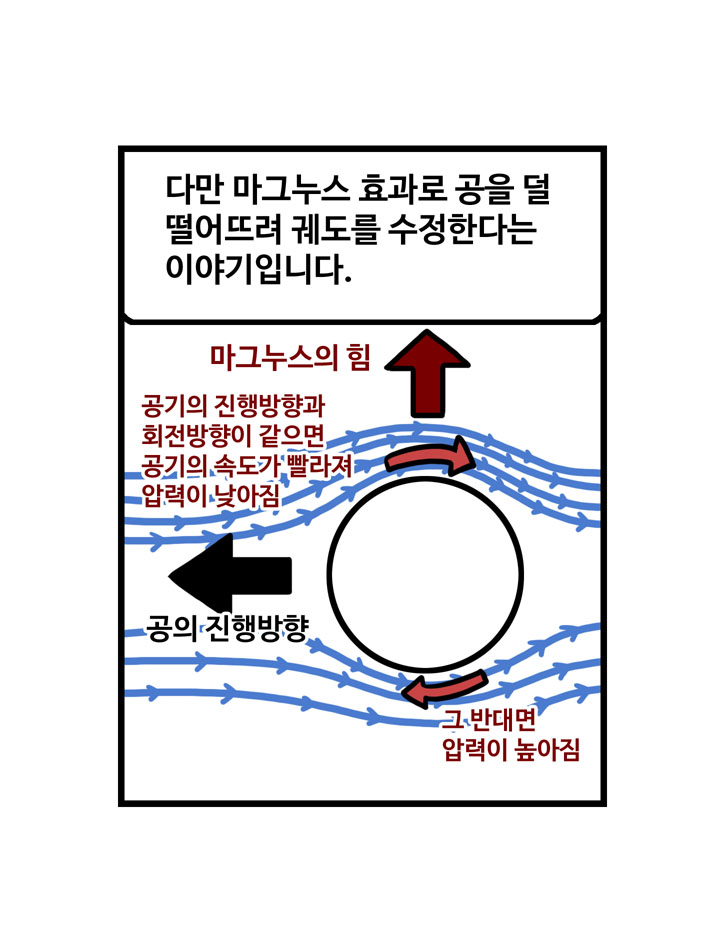 다만 마그누스 효과로 공을 덜
떨어뜨려 궤도를 수정한다는
이야기입니다.
마그누스의 힘
공기의 진행방향과
회전방향이 같으면
공기의 속도가 빨라져
압력이 낮아짐
공의 진행방향
그 반대면
압력이 높아짐